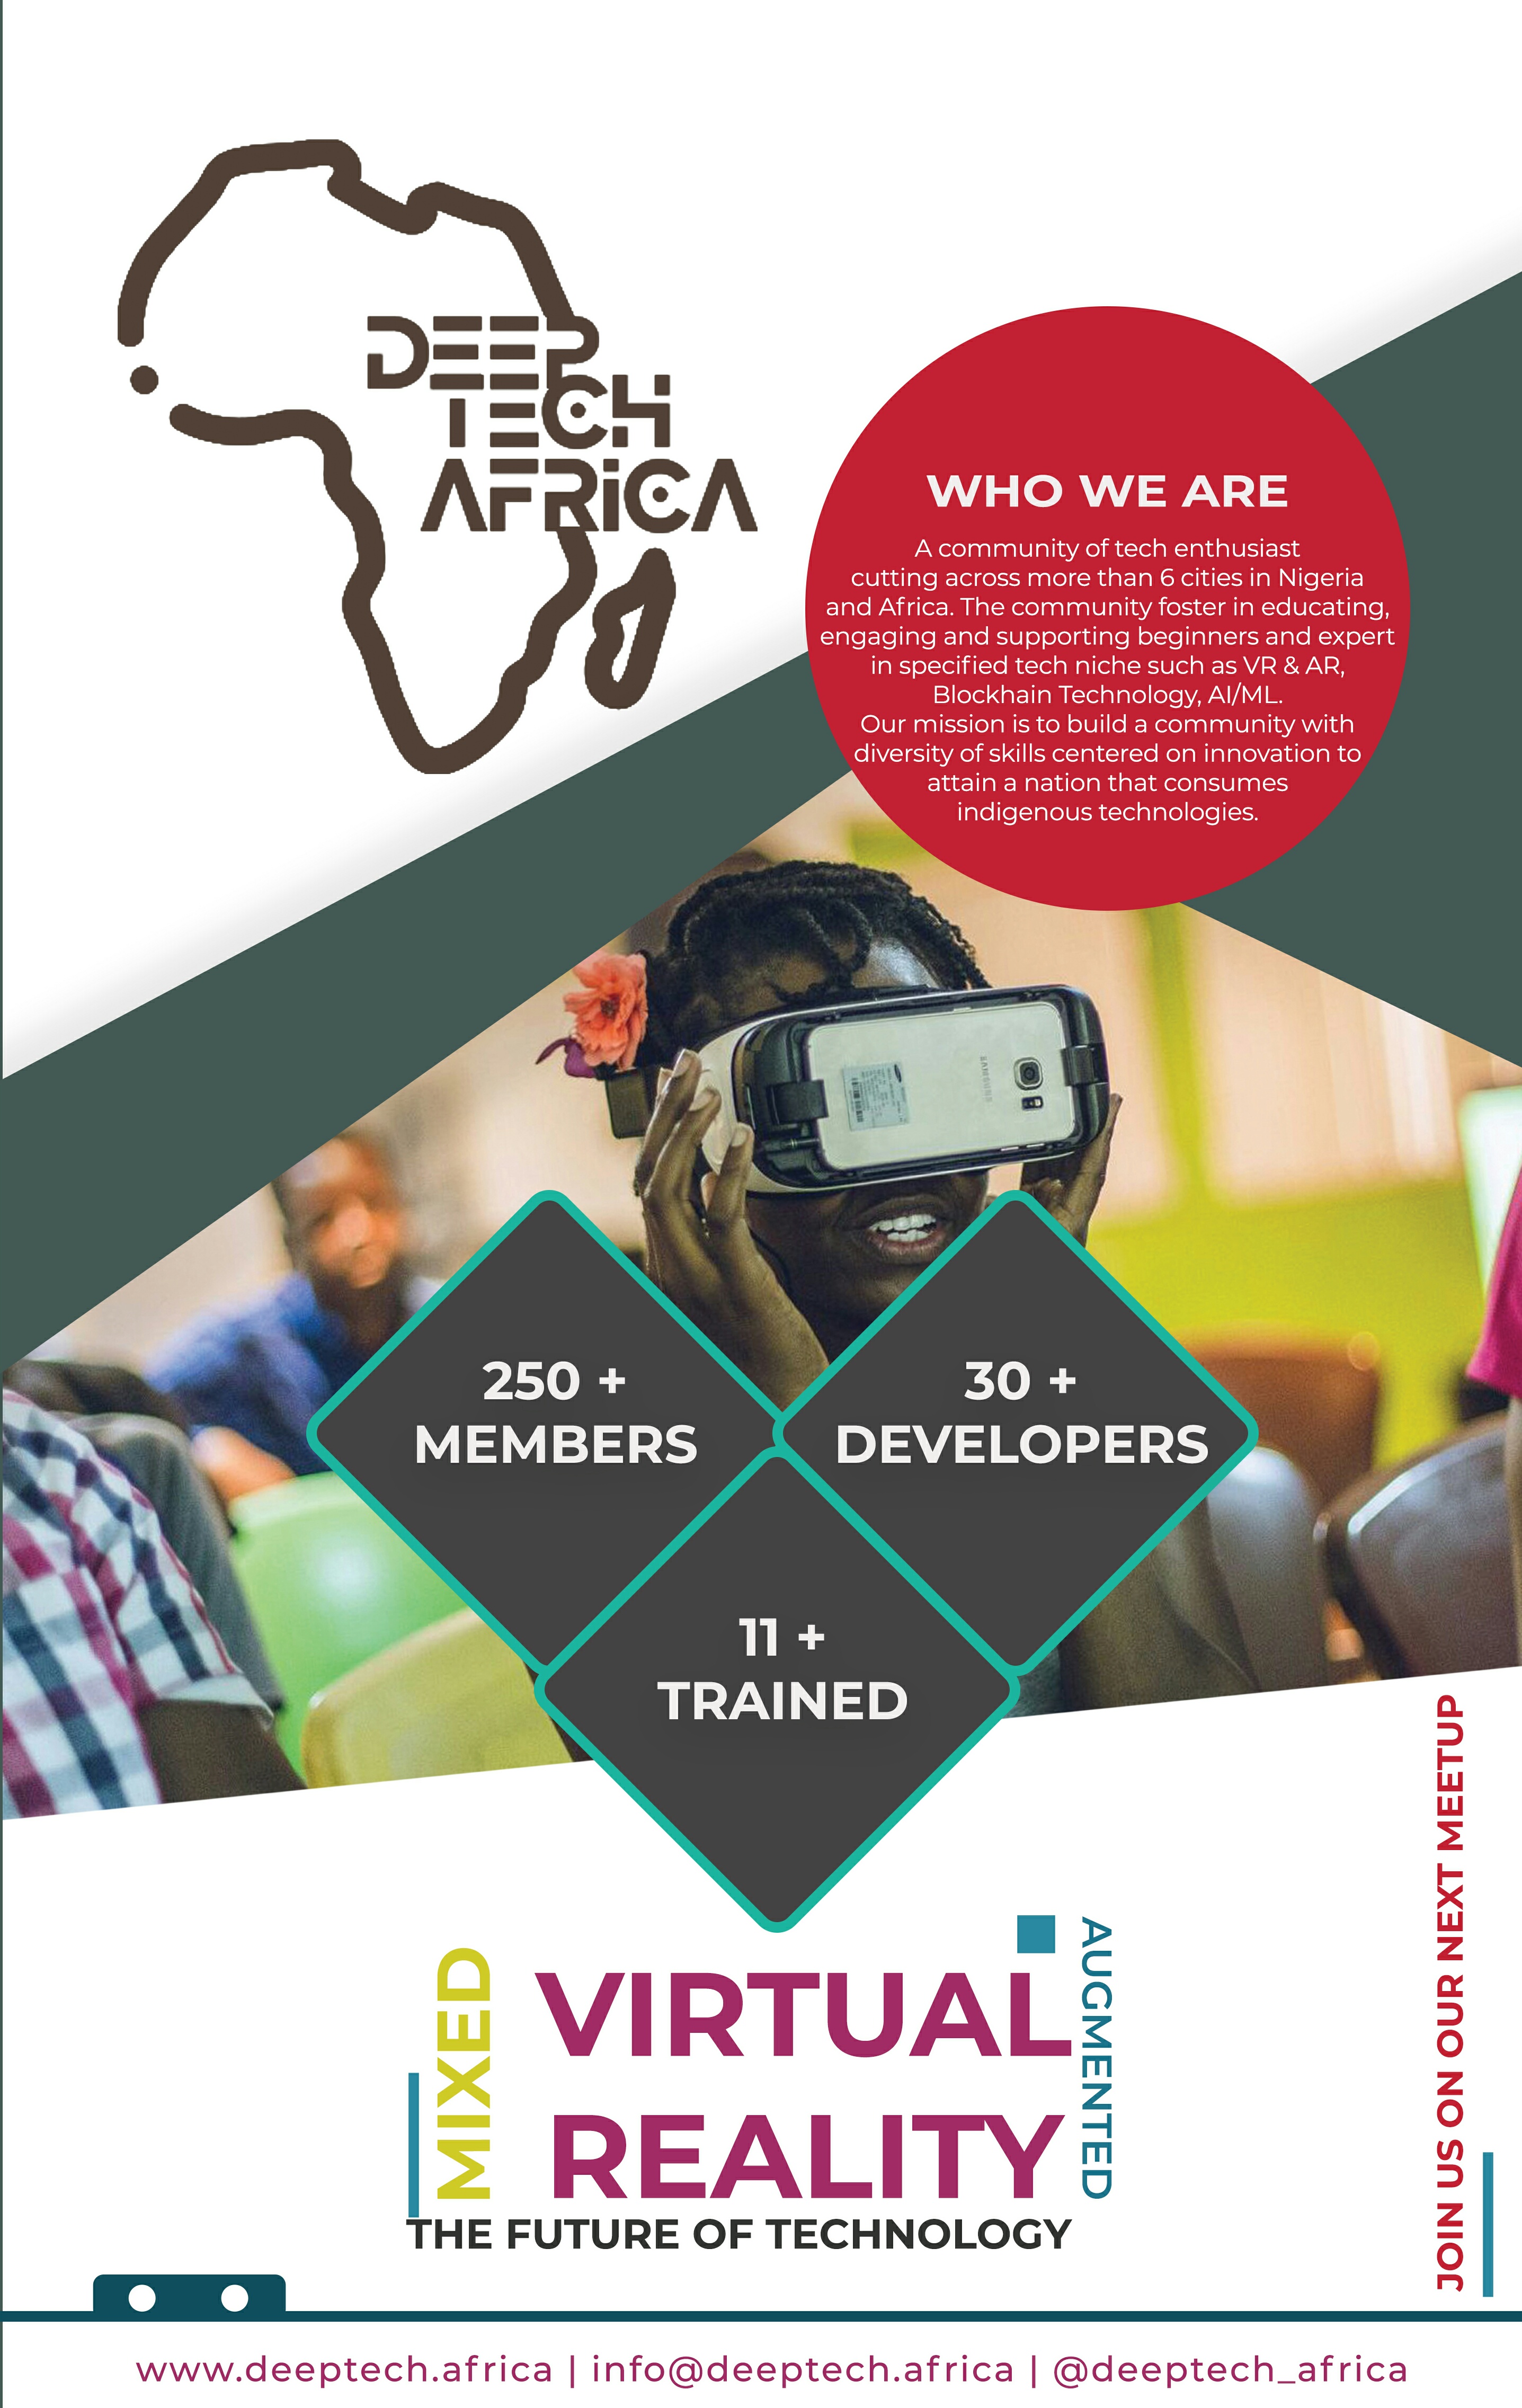 DEEP
TECH
AFRiCA
WHO WE ARE
A community of tech enthusiast
cutting across more than 6 cities in Nigeria
and Africa. The community foster in educating,
engaging and supporting beginners and expert
in specified tech niche such as VR & AR,
Blockhain Technology, AI/ML.
Our mission is to build a community with
diversity of skills centered on innovation to
attain a nation that consumes
indigenous technologies.
SAMSUNG
250 +
MEMBERS
30 +
DEVELOPERS
11 +
TRAINED
MIXED
VIRTUAL
REALITY
AUGMENTED
THE FUTURE OF TECHNOLOGY
JOIN US ON OUR NEXT MEETUP
www.deeptech.africa | info@deeptech.africa | @deeptech_africa